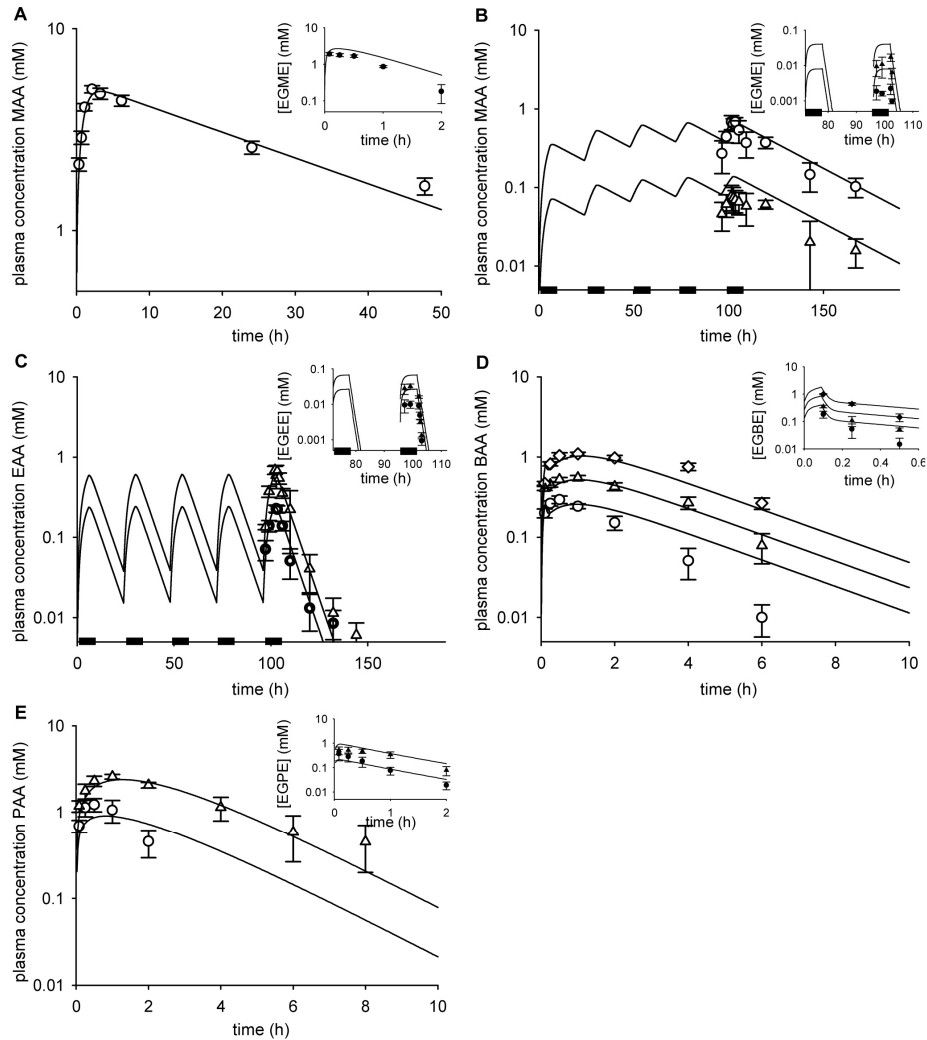 A
plasma concentration MAA (mM)
10
1
0 10 20 30 40 50
time (h)
[EGME] (mM)
10
1
0.1
0 1 2
time (h)
B
plasma concentration MAA (mM)
10
1
0.1
0.01
0 50 100 150
time (h)
[EGME] (mM)
0.1
0.01
0.001
80 90 100 110
time (h)
C
plasma concentration EAA (mM)
10
1
0.1
0.01
0 50 100 150
time (h)
[EGEE] (mM)
0.1
0.01
0.001
80 90 100 110
time (h)
D
plasma concentration BAA (mM)
10
1
0.1
0.01
0 2 4 6 8 10
time (h)
[EGBE] (mM)
10
1
0.1
0.01
0.0 0.2 0.4 0.6
time (h)
E
plasma concentration PAA (mM)
10
1
0.1
0.01
0 2 4 6 8 10
time (h)
[EGPE] (mM)
10
1
0.1
0.01
0 1 2
time (h)